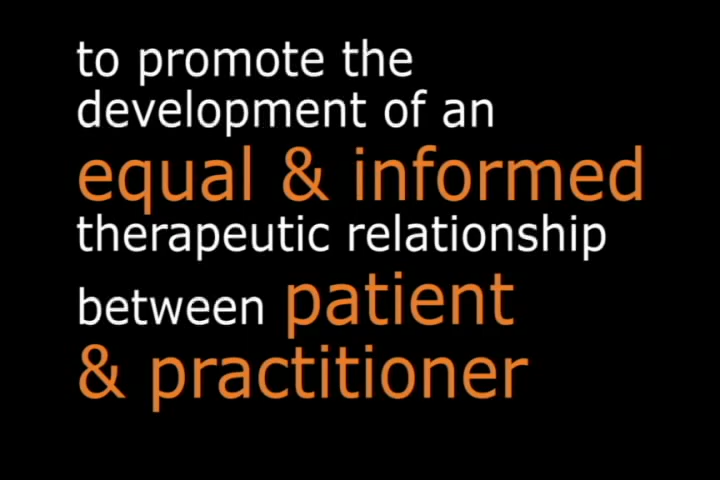 to promote the
development of an
equal & informed
therapeutic relationship
between patient
& practitioner